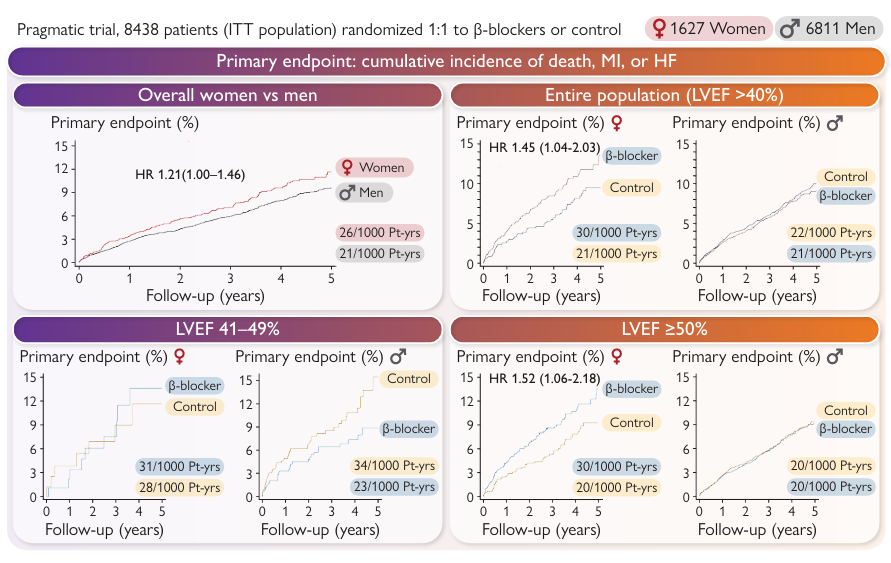 Pragmatic trial, 8438 patients (ITT population) randomized 1:1 to β-blockers or control
1627 Women
6811 Men
Primary endpoint: cumulative incidence of death, MI, or HF
Overall women vs men
Primary endpoint (%)
15
12
9
6
3
0
HR 1.21(1.00–1.46)
Women
Men
26/1000 Pt-yrs
21/1000 Pt-yrs
0 1 2 3 4 5
Follow-up (years)
Entire population (LVEF >40%)
Primary endpoint (%) ♀
15
10
5
0
HR 1.45 (1.04-2.03)
β-blocker
Control
30/1000 Pt-yrs
21/1000 Pt-yrs
0 1 2 3 4 5
Follow-up (years)
Primary endpoint (%) ♂
15
10
5
0
Control
β-blocker
22/1000 Pt-yrs
21/1000 Pt-yrs
0 1 2 3 4 5
Follow-up (years)
LVEF 41–49%
Primary endpoint (%) ♀
15
12
9
6
3
0
β-blocker
Control
31/1000 Pt-yrs
28/1000 Pt-yrs
0 1 2 3 4 5
Follow-up (years)
Primary endpoint (%) ♂
15
12
9
6
3
0
Control
β-blocker
34/1000 Pt-yrs
23/1000 Pt-yrs
0 1 2 3 4 5
Follow-up (years)
LVEF ≥50%
Primary endpoint (%) ♀
15
12
9
6
3
0
HR 1.52 (1.06-2.18)
β-blocker
Control
30/1000 Pt-yrs
20/1000 Pt-yrs
0 1 2 3 4 5
Follow-up (years)
Primary endpoint (%) ♂
15
12
9
6
3
0
Control
β-blocker
20/1000 Pt-yrs
20/1000 Pt-yrs
0 1 2 3 4 5
Follow-up (years)